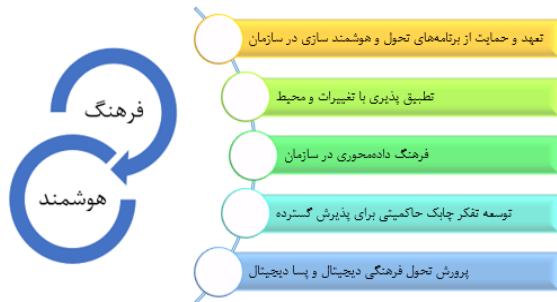 فرهنگ
هوشمند
تعهد و حمایت از برنامه‌های تحول و هوشمند سازی در سازمان
تطبیق پذیری با تغییرات و محیط
فرهنگ داده‌محوری در سازمان
توسعه تفکر چابک حاکمیتی برای پذیرش گسترده
پرورش تحول فرهنگی دیجیتال و پسا دیجیتال